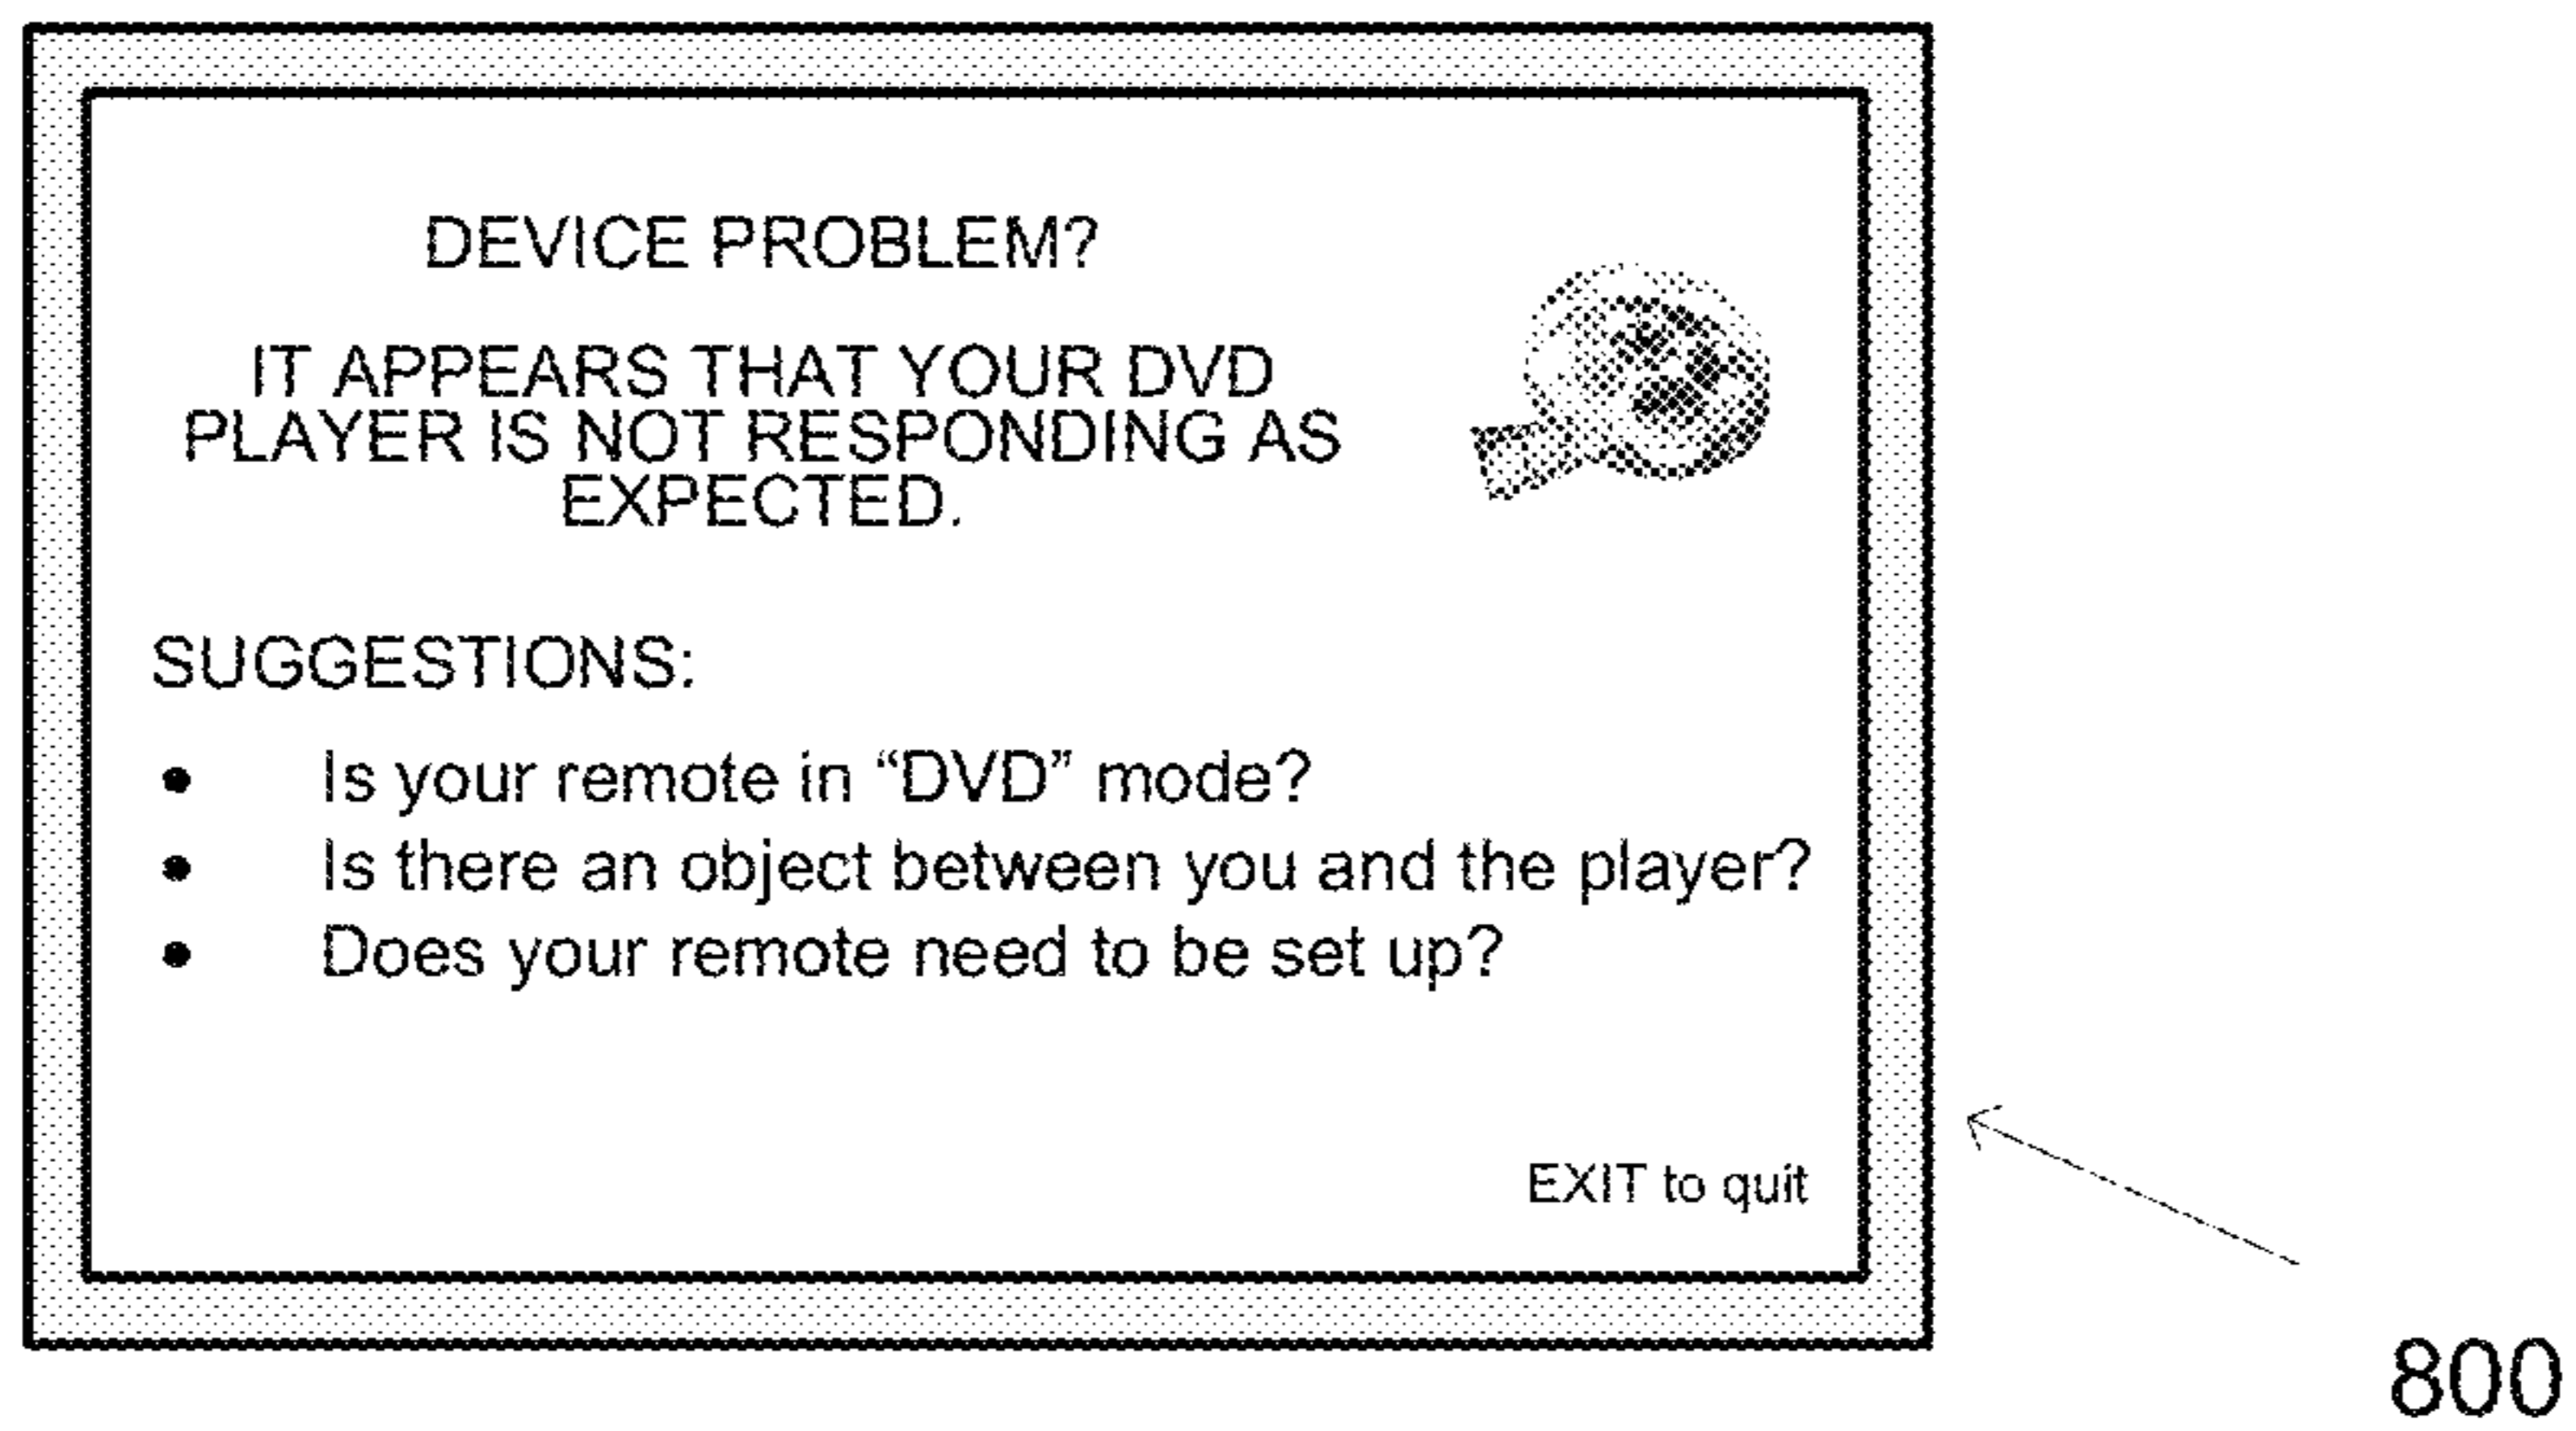 DEVICE PROBLEM?
IT APPEARS THAT YOUR DVD
PLAYER IS NOT RESPONDING AS
EXPECTED.
SUGGESTIONS:
• Is your remote in “DVD” mode?
• Is there an object between you and the player?
• Does your remote need to be set up?
EXIT to quit
800